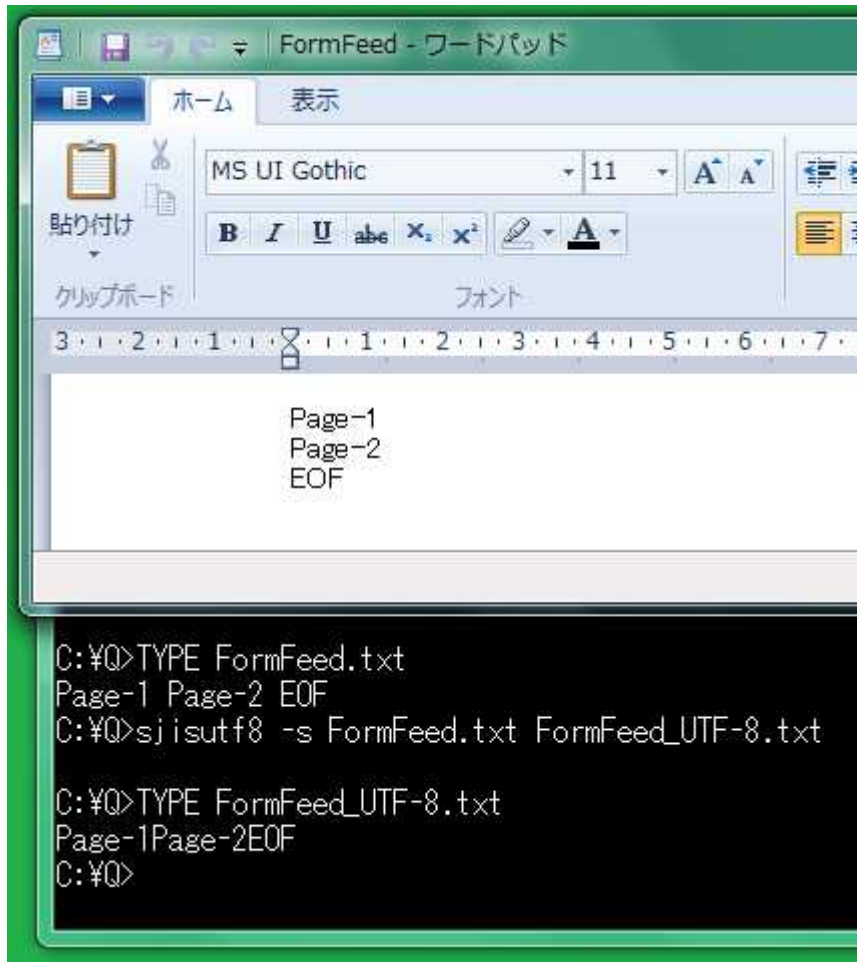 FormFeed - ワードパッド
ホーム 表示
MS UI Gothic 11 A A
貼り付け
B I U abc X₂ x² A
クリップボード フォント
3 2 1 1 2 3 4 5 6 7
Page-1
Page-2
EOF
C:¥Q>TYPE FormFeed.txt
Page-1 Page-2 EOF
C:¥Q>sjisutf8 -s FormFeed.txt FormFeed_UTF-8.txt
C:¥Q>TYPE FormFeed_UTF-8.txt
Page-1Page-2EOF
C:¥Q>